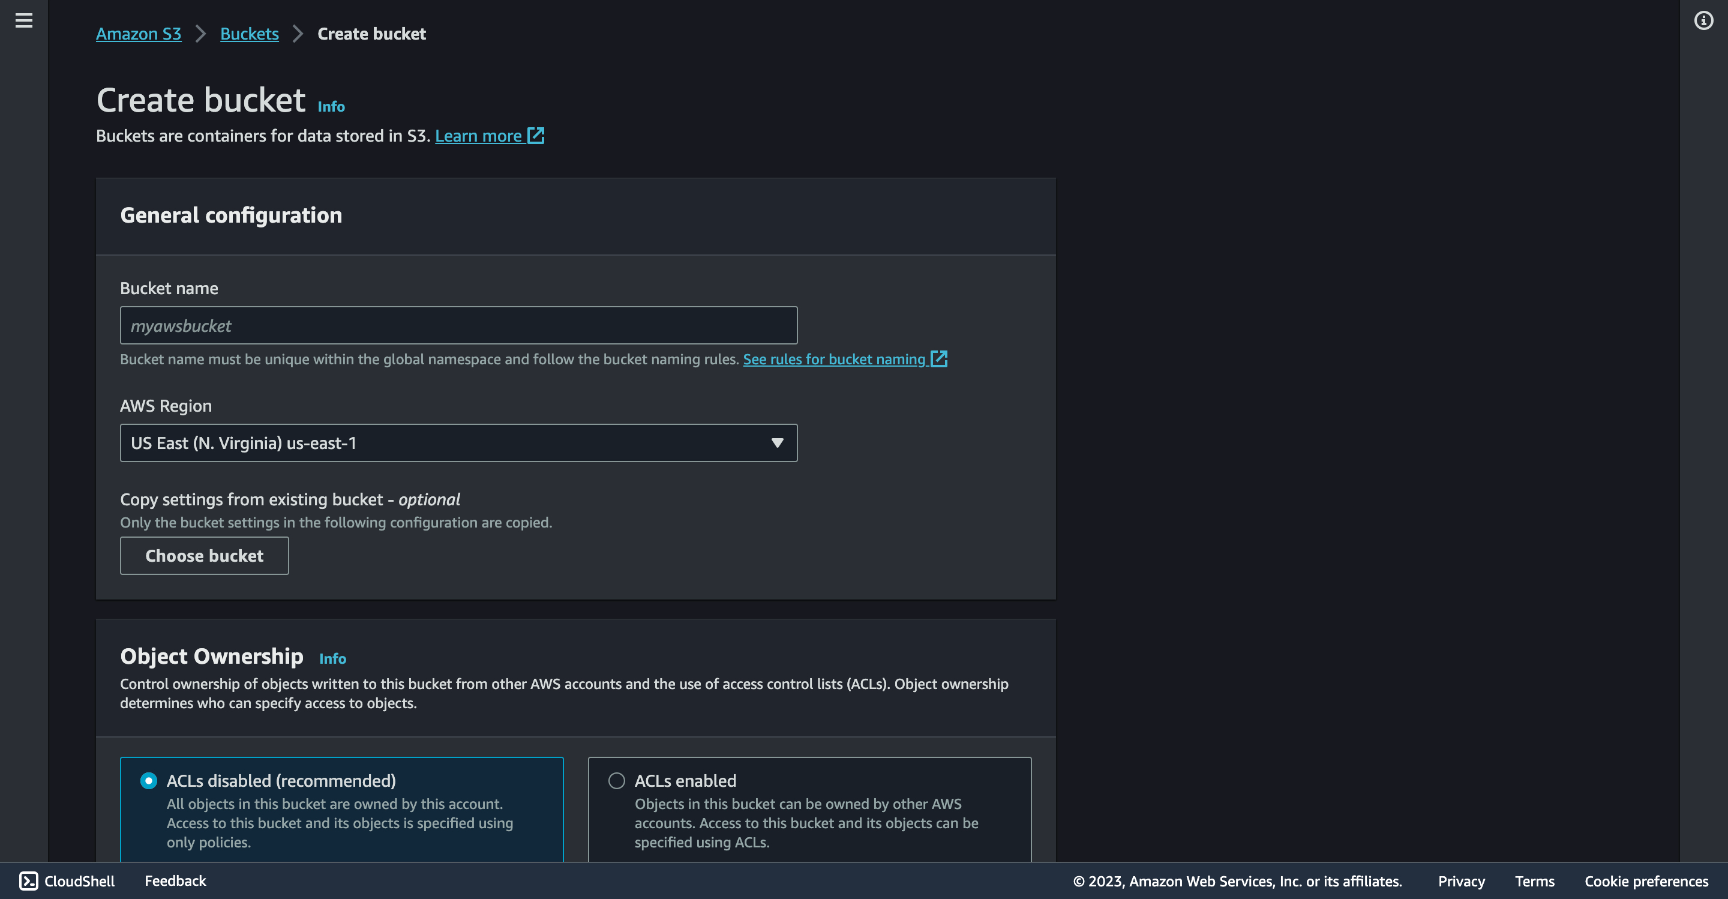 Amazon S3 > Buckets > Create bucket
Create bucket Info
Buckets are containers for data stored in S3. Learn more
General configuration
Bucket name
myawsbucket
Bucket name must be unique within the global namespace and follow the bucket naming rules. See rules for bucket naming
AWS Region
US East (N. Virginia) us-east-1
Copy settings from existing bucket - optional
Only the bucket settings in the following configuration are copied.
Choose bucket
Object Ownership Info
Control ownership of objects written to this bucket from other AWS accounts and the use of access control lists (ACLs). Object ownership
determines who can specify access to objects.
ACLs disabled (recommended)
All objects in this bucket are owned by this account.
Access to this bucket and its objects is specified using
only policies.
ACLs enabled
Objects in this bucket can be owned by other AWS
accounts. Access to this bucket and its objects can be
specified using ACLs.
CloudShell Feedback © 2023, Amazon Web Services, Inc. or its affiliates. Privacy Terms Cookie preferences